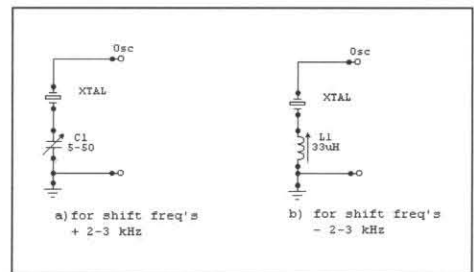 Osc
XTAL
C1
5-50
a) for shift freq's
+ 2-3 kHz
Osc
XTAL
L1
33uH
b) for shift freq's
- 2-3 kHz